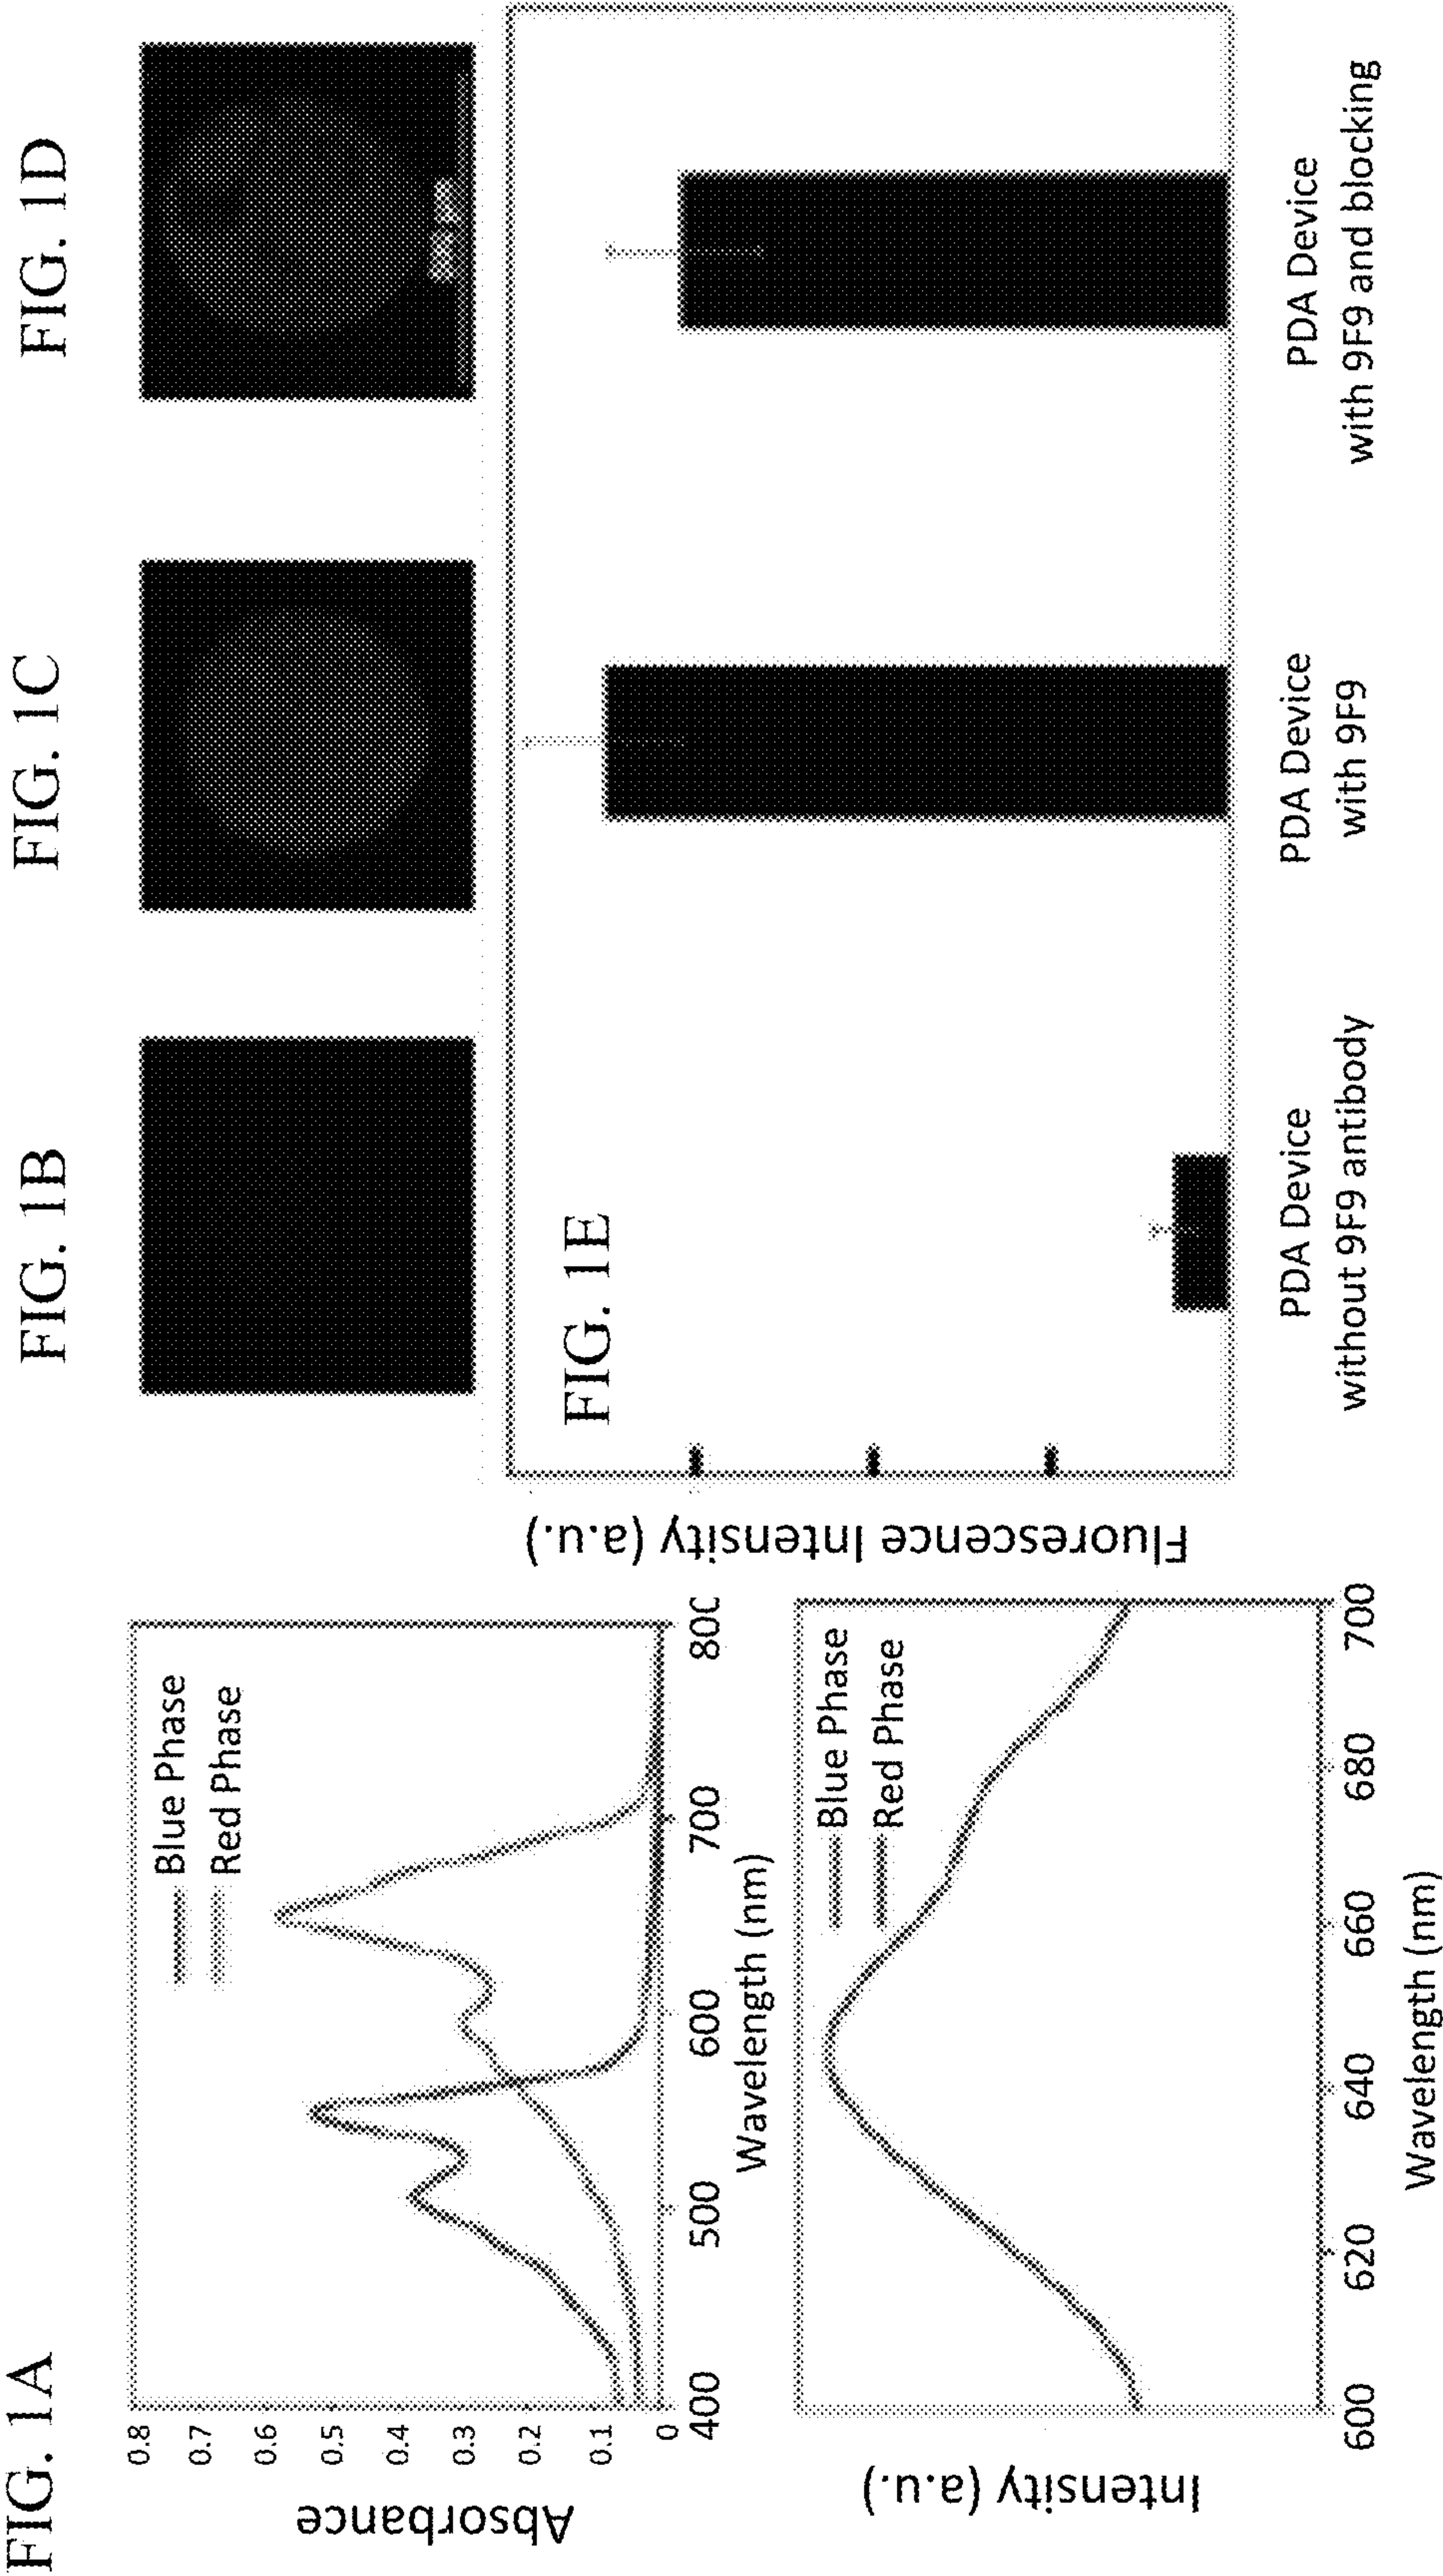 FIG. 1A
0.8
0.7
0.6
0.5
0.4
0.3
0.2
0.1
0
Absorbance
Blue Phase
Red Phase
400
500
600
700
80C
Wavelength (nm)
Intensity (a.u.)
Blue Phase
Red Phase
600
620
640
660
680
700
Wavelength (nm)
FIG. 1B
FIG. 1C
FIG. 1D
FIG. 1E
Fluorescence Intensity (a.u.)
PDA Device
without 9F9 antibody
PDA Device
with 9F9
PDA Device
with 9F9 and blocking